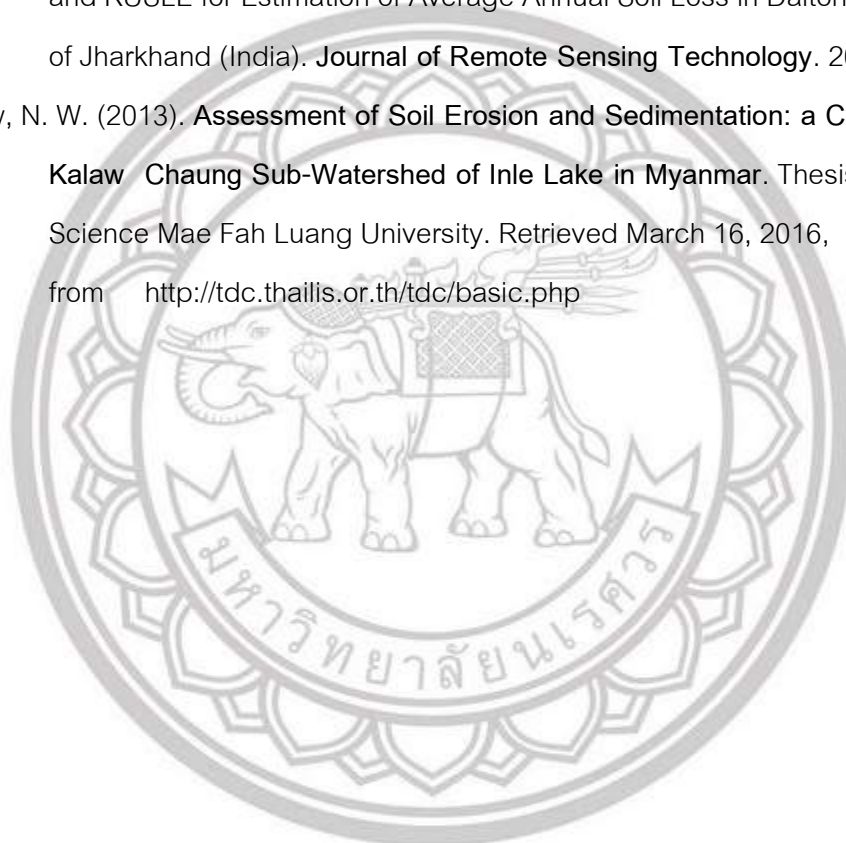 and RUSLE for Estimation of Average Annual Soil Loss in Dalton
of Jharkhand (India). Journal of Remote Sensing Technology.
N. W. (2013). Assessment of Soil Erosion and Sedimentation: a
Kalaw Chaung Sub-Watershed of Inle Lake in Myanmar. Thesis
Science Mae Fah Luang University. Retrieved March 16, 2016,
from http://tdc.thailis.or.th/tdc/basic.php
มหาวิทยาลัยนเรศวร